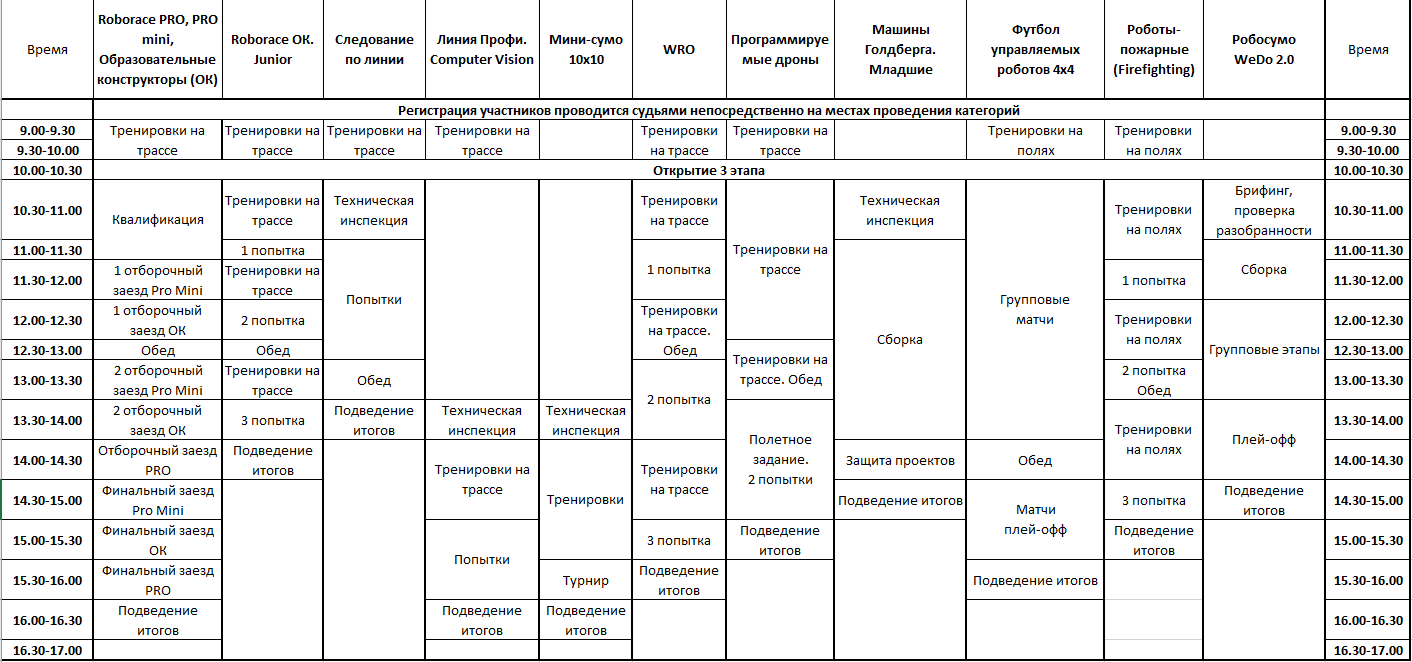 Время
Roborace PRO, PRO
mini,
Образовательные
конструкторы (ОК)
Roborace ОК.
Junior
Следование
по линии
Линия Профи.
Computer Vision
Мини-сумо
10х10
WRO
Программируе
мые дроны
Машины
Голдберга.
Младшие
Футбол
управляемых
роботов 4х4
Роботы-
пожарные
(Firefighting)
Робосумо
WeDo 2.0
Время
Регистрация участников проводится судьями непосредственно на местах проведения категорий
9.00-9.30
Тренировки на
трассе
Тренировки на
трассе
Тренировки на
трассе
Тренировки на
трассе
Тренировки
на трассе
Тренировки на
трассе
Тренировки на
полях
Тренировки
на полях
9.00-9.30
9.30-10.00
9.30-10.00
10.00-10.30
Открытие 3 этапа
10.00-10.30
10.30-11.00
Квалификация
Тренировки на
трассе
Техническая
инспекция
Тренировки
на трассе
Тренировки на
трассе
Техническая
инспекция
Групповые
матчи
Тренировки
на полях
Брифинг,
проверка
разобранности
10.30-11.00
11.00-11.30
1 попытка
Попытки
1 попытка
Сборка
Сборка
11.00-11.30
11.30-12.00
1 отборочный
заезд Pro Mini
Тренировки на
трассе
1 попытка
11.30-12.00
12.00-12.30
1 отборочный
заезд ОК
2 попытка
Тренировки
на трассе.
Обед
Тренировки
на полях
Групповые этапы
12.00-12.30
12.30-13.00
Обед
Обед
Тренировки на
трассе. Обед
12.30-13.00
13.00-13.30
2 отборочный
заезд Pro Mini
Тренировки на
трассе
Обед
2 попытка
2 попытка
Обед
13.00-13.30
13.30-14.00
2 отборочный
заезд ОК
3 попытка
Подведение
итогов
Техническая
инспекция
Техническая
инспекция
Полетное
задание.
2 попытки
Тренировки
на полях
Плей-офф
13.30-14.00
14.00-14.30
Отборочный заезд
PRO
Подведение
итогов
Тренировки на
трассе
Тренировки
Тренировки
на трассе
Защита проектов
Обед
14.00-14.30
14.30-15.00
Финальный заезд
Pro Mini
Подведение итогов
Матчи
плей-офф
3 попытка
Подведение
итогов
14.30-15.00
15.00-15.30
Финальный заезд
ОК
Попытки
3 попытка
Подведение
итогов
Подведение
итогов
15.00-15.30
15.30-16.00
Финальный заезд
PRO
Турнир
Подведение
итогов
Подведение итогов
15.30-16.00
16.00-16.30
Подведение
итогов
Подведение
итогов
Подведение
итогов
16.00-16.30
16.30-17.00
16.30-17.00